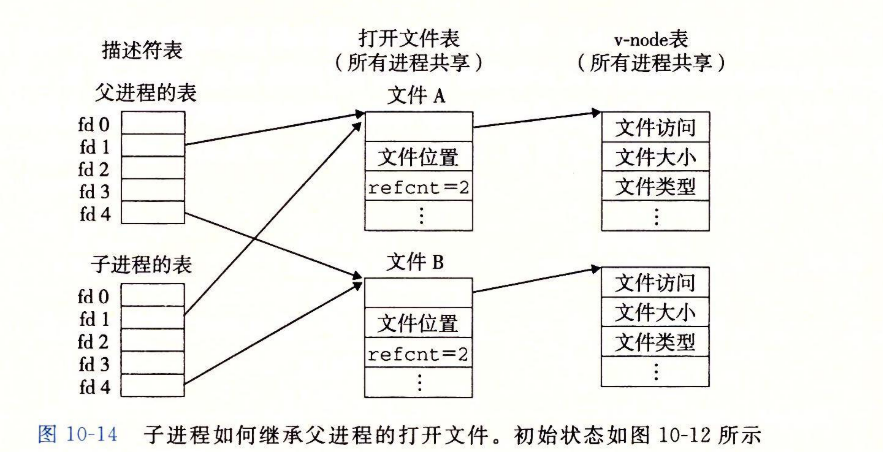 描述符表
打开文件表
（所有进程共享）
v-node表
（所有进程共享）
父进程的表
fd 0
fd 1
fd 2
fd 3
fd 4
文件 A
文件位置
refcnt=2
⋮
文件访问
文件大小
文件类型
⋮
子进程的表
fd 0
fd 1
fd 2
fd 3
fd 4
文件 B
文件位置
refcnt=2
⋮
文件访问
文件大小
文件类型
⋮
图 10-14 子进程如何继承父进程的打开文件。初始状态如图 10-12 所示